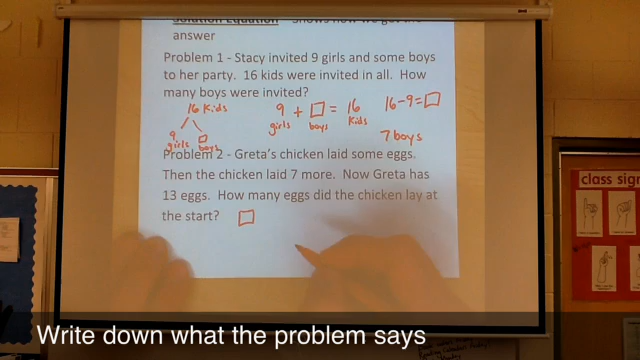 Solution Equation - Shows how we got the
answer
Problem 1 - Stacy invited 9 girls and some boys
to her party. 16 kids were invited in all. How
many boys were invited?
16 Kids
9 girls
□ boys
9 + □ = 16
girls boys kids
16-9=□
7 boys
Problem 2 - Greta's chicken laid some eggs.
Then the chicken laid 7 more. Now Greta has
13 eggs. How many eggs did the chicken lay at
the start? □
class sign
Write down what the problem says